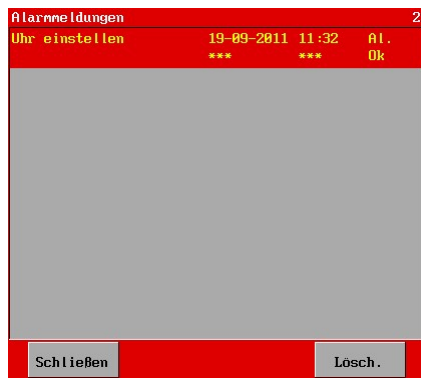 Alarmmeldungen 2
Uhr einstellen 19-09-2011 11:32 Al.
*** *** Ok
Schließen Lösch.